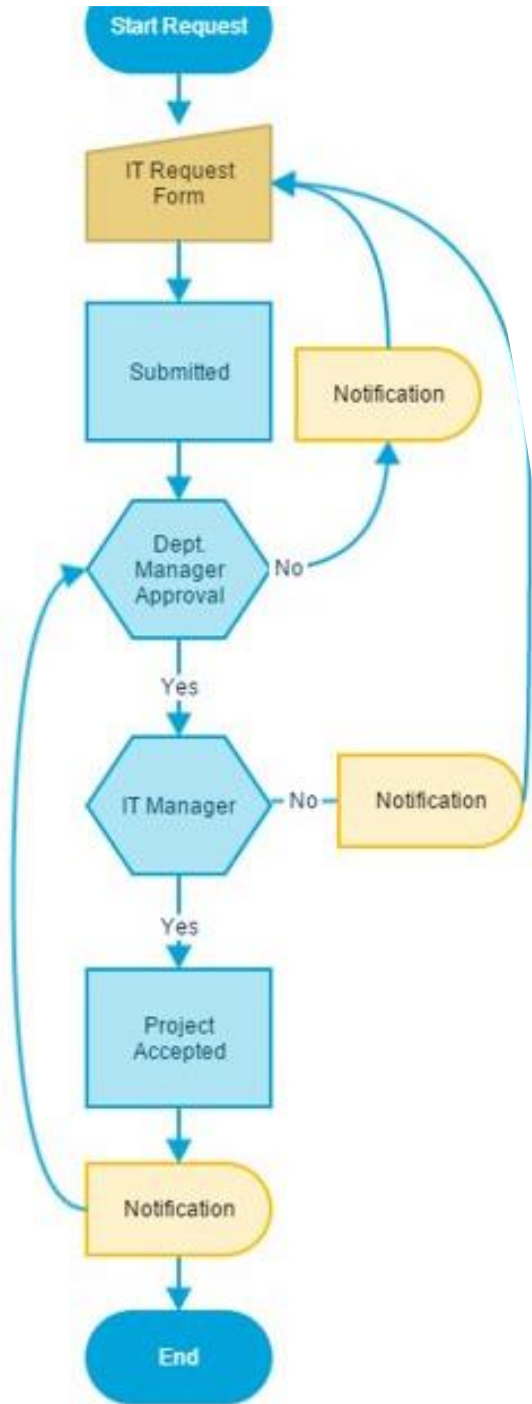 Start Request
IT Request
Form
Submitted
Notification
Dept.
Manager
Approval
No
Yes
IT Manager
No
Notification
Yes
Project
Accepted
Notification
End